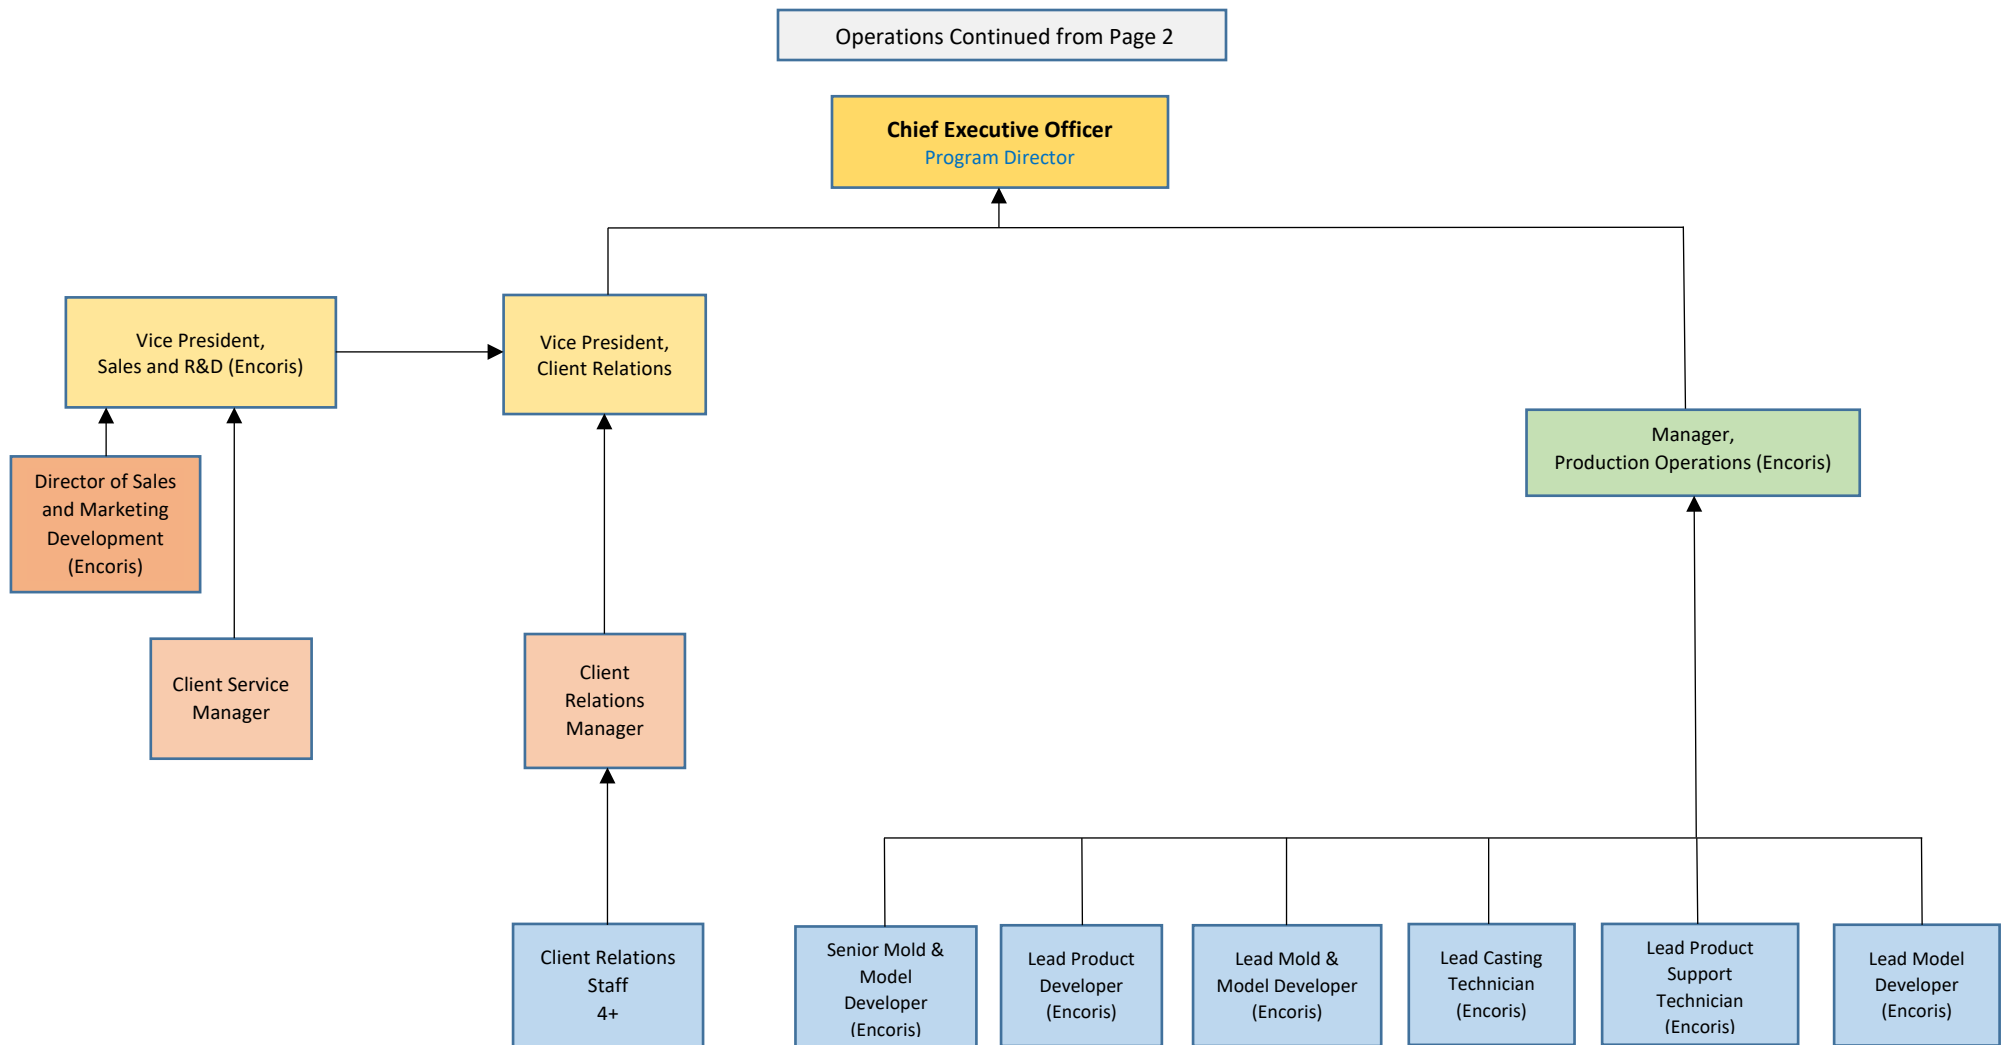 Operations Continued from Page 2
Chief Executive Officer
Program Director
Vice President,
Sales and R&D (Encoris)
Vice President,
Client Relations
Manager,
Production Operations (Encoris)
Director of Sales
and Marketing
Development
(Encoris)
Client Service
Manager
Client
Relations
Manager
Client Relations
Staff
4+
Senior Mold &
Model
Developer
(Encoris)
Lead Product
Developer
(Encoris)
Lead Mold &
Model Developer
(Encoris)
Lead Casting
Technician
(Encoris)
Lead Product
Support
Technician
(Encoris)
Lead Model
Developer
(Encoris)